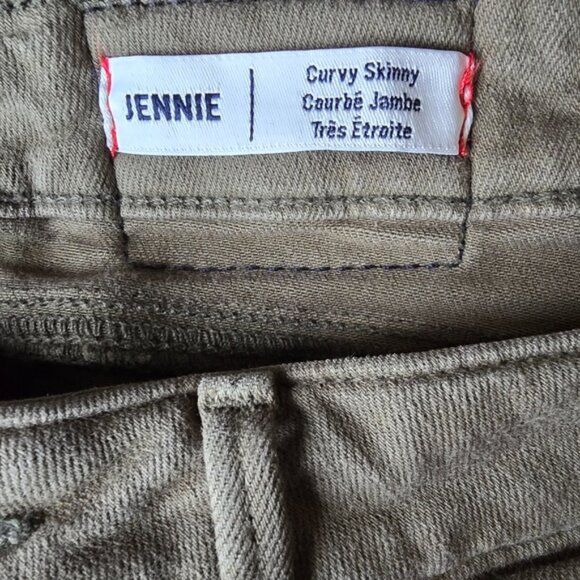 JENNIE
Curvy Skinny
Courbé Jambe
Très Étroite